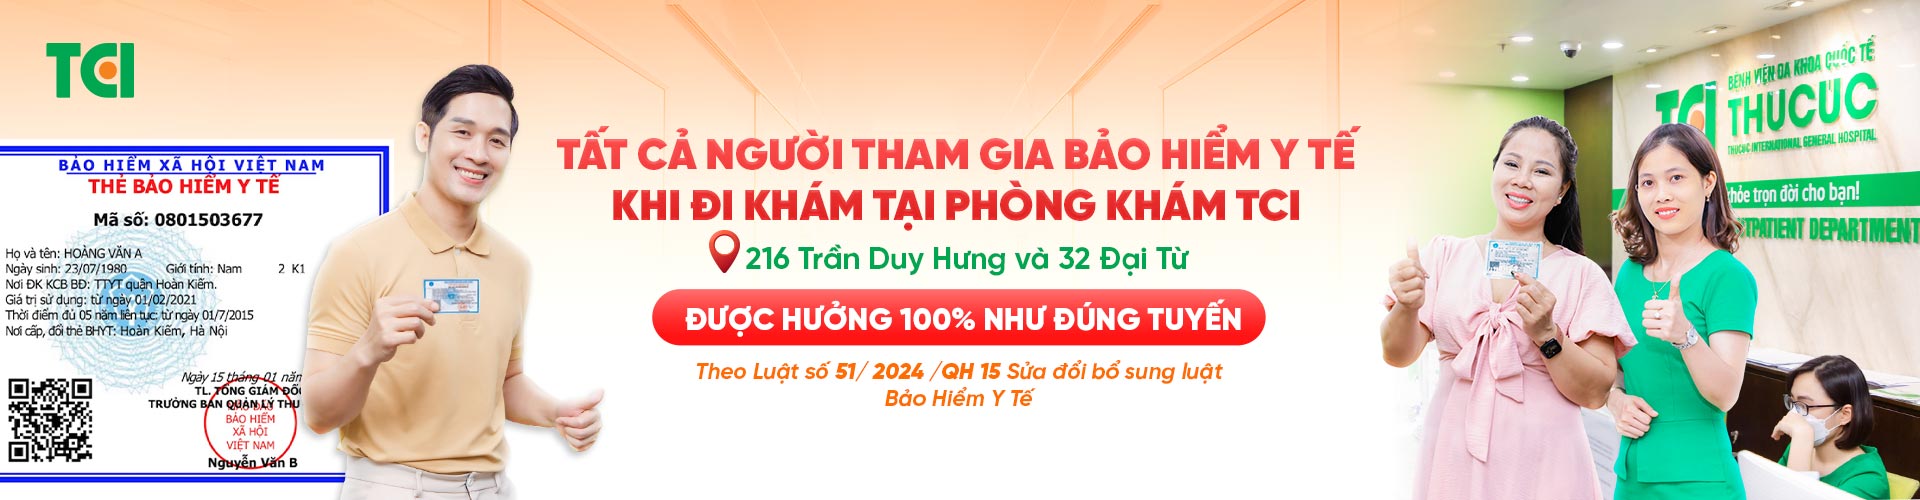 TCI
BẢO HIỂM XÃ HỘI VIỆT NAM
THẺ BẢO HIỂM Y TẾ
Mã số: 0801503677
Họ và tên: HOÀNG VĂN A
Ngày sinh: 23/07/1980 Giới tính: Nam 2 K1
Nơi ĐK KCB BĐ: TTYT quận Hoàn Kiếm.
Giá trị sử dụng: từ ngày 01/02/2021
Thời điểm đủ 05 năm liên tục: từ ngày 01/7/2015
Nơi cấp, đổi thẻ BHYT: Hoàn Kiếm, Hà Nội
Ngày 15 tháng 01 năm
TL. TỔNG GIÁM ĐỐC
TRƯỞNG BAN QUẢN LÝ THU
BẢO HIỂM
XÃ HỘI
VIỆT NAM
Nguyễn Văn B
TẤT CẢ NGƯỜI THAM GIA BẢO HIỂM Y TẾ
KHI ĐI KHÁM TẠI PHÒNG KHÁM TCI
216 Trần Duy Hưng và 32 Đại Từ
ĐƯỢC HƯỞNG 100% NHƯ ĐÚNG TUYẾN
Theo Luật số 51/ 2024 /QH 15 Sửa đổi bổ sung luật
Bảo Hiểm Y Tế
BỆNH VIỆN ĐA KHOA QUỐC TẾ
TCI THUCUC
THUCUC INTERNATIONAL GENERAL HOSPITAL
khỏe trọn đời cho bạn!
OUTPATIENT DEPARTMENT